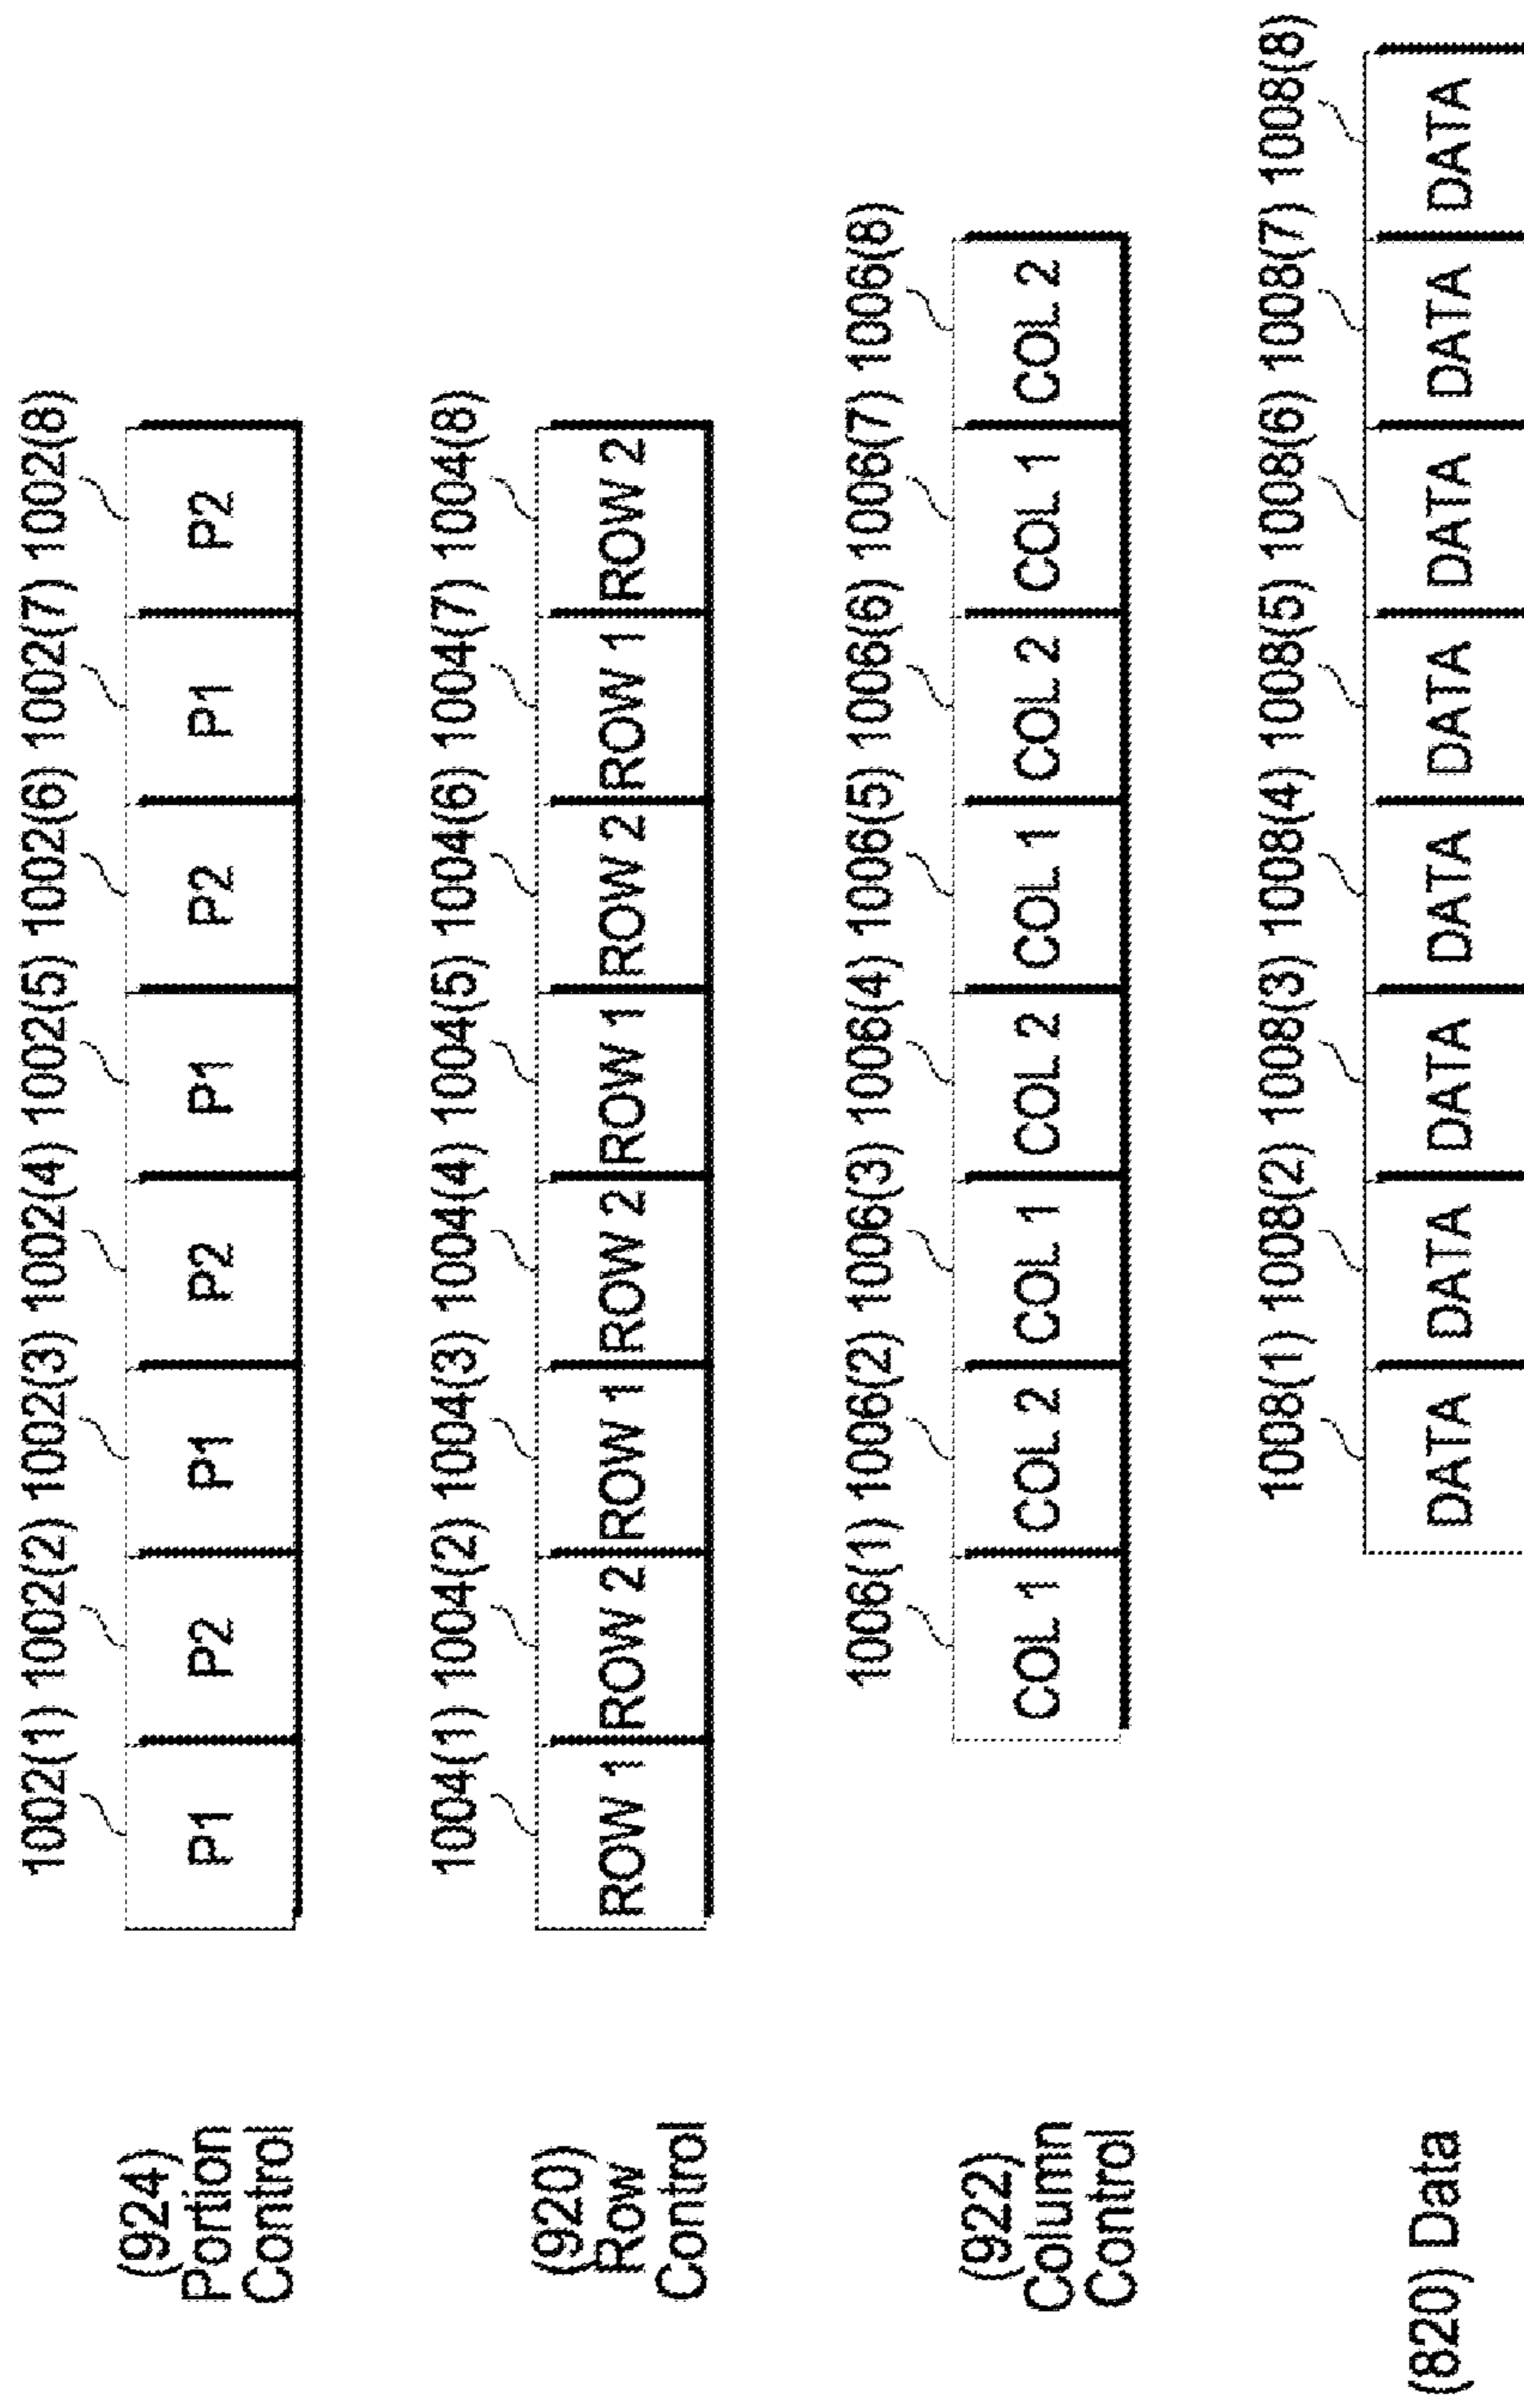 1002(1) 1002(2) 1002(3) 1002(4) 1002(5) 1002(6) 1002(7) 1002(8)
(924)
Portion
Control
P1 P2 P1 P2 P1 P2 P1 P2
1004(1) 1004(2) 1004(3) 1004(4) 1004(5) 1004(6) 1004(7) 1004(8)
(920)
Row
Control
ROW 1 ROW 2 ROW 1 ROW 2 ROW 1 ROW 2 ROW 1 ROW 2
1006(1) 1006(2) 1006(3) 1006(4) 1006(5) 1006(6) 1006(7) 1006(8)
(922)
Column
Control
COL 1 COL 2 COL 1 COL 2 COL 1 COL 2 COL 1 COL 2
1008(1) 1008(2) 1008(3) 1008(4) 1008(5) 1008(6) 1008(7) 1008(8)
(820) Data
DATA DATA DATA DATA DATA DATA DATA DATA